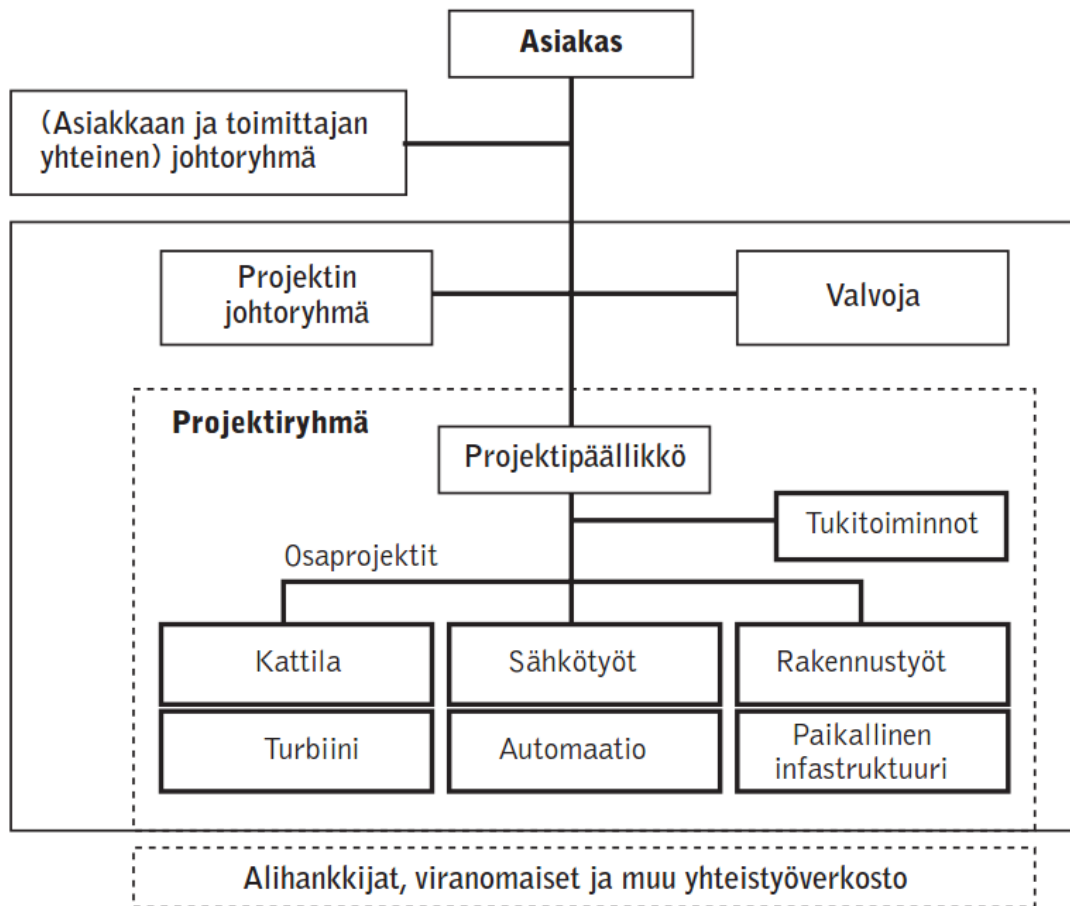 Asiakas
(Asiakkaan ja toimittajan
yhteinen) johtoryhmä
Projektin
johtoryhmä
Valvoja
Projektiryhmä
Projektipäällikkö
Tukitoiminnot
Osaprojektit
Kattila
Sähkötyöt
Rakennustyöt
Turbiini
Automaatio
Paikallinen
infastruktuuri
Alihankkijat, viranomaiset ja muu yhteistyöverkosto